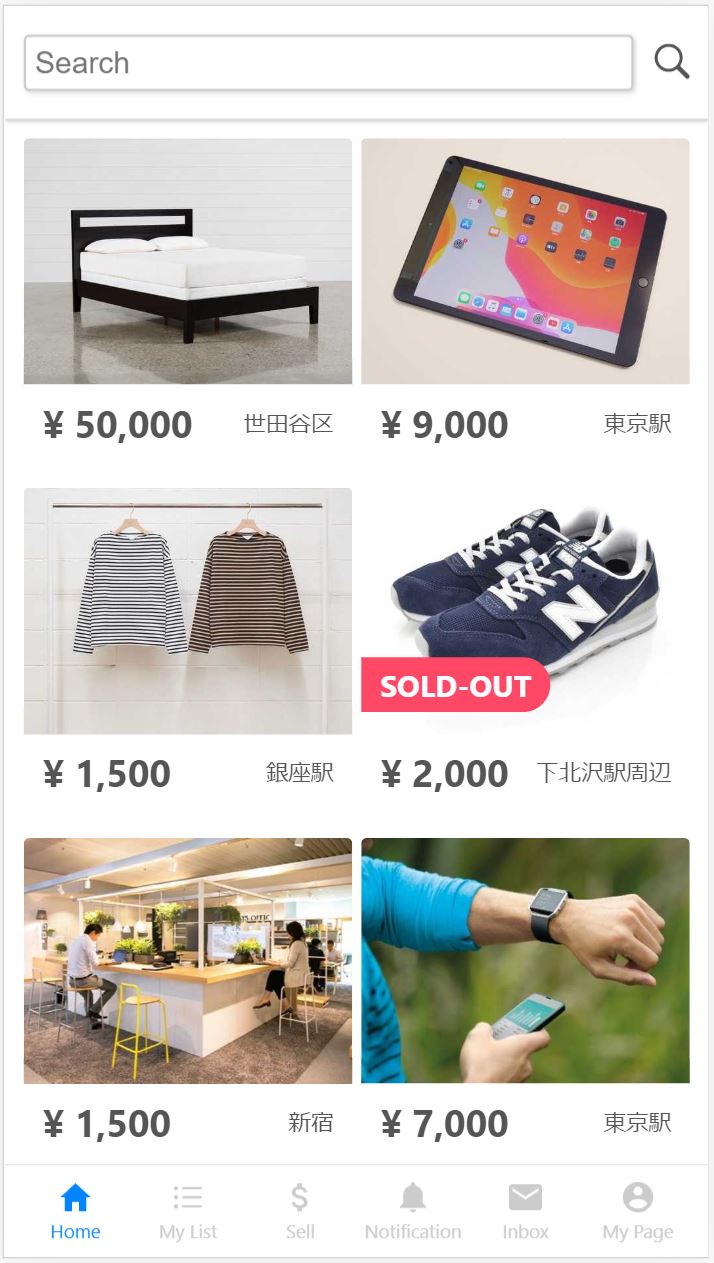 Search
¥ 50,000 世田谷区
¥ 9,000 東京駅
¥ 1,500 銀座駅
SOLD-OUT
¥ 2,000 下北沢駅周辺
¥ 1,500 新宿
¥ 7,000 東京駅
Home
My List
Sell
Notification
Inbox
My Page